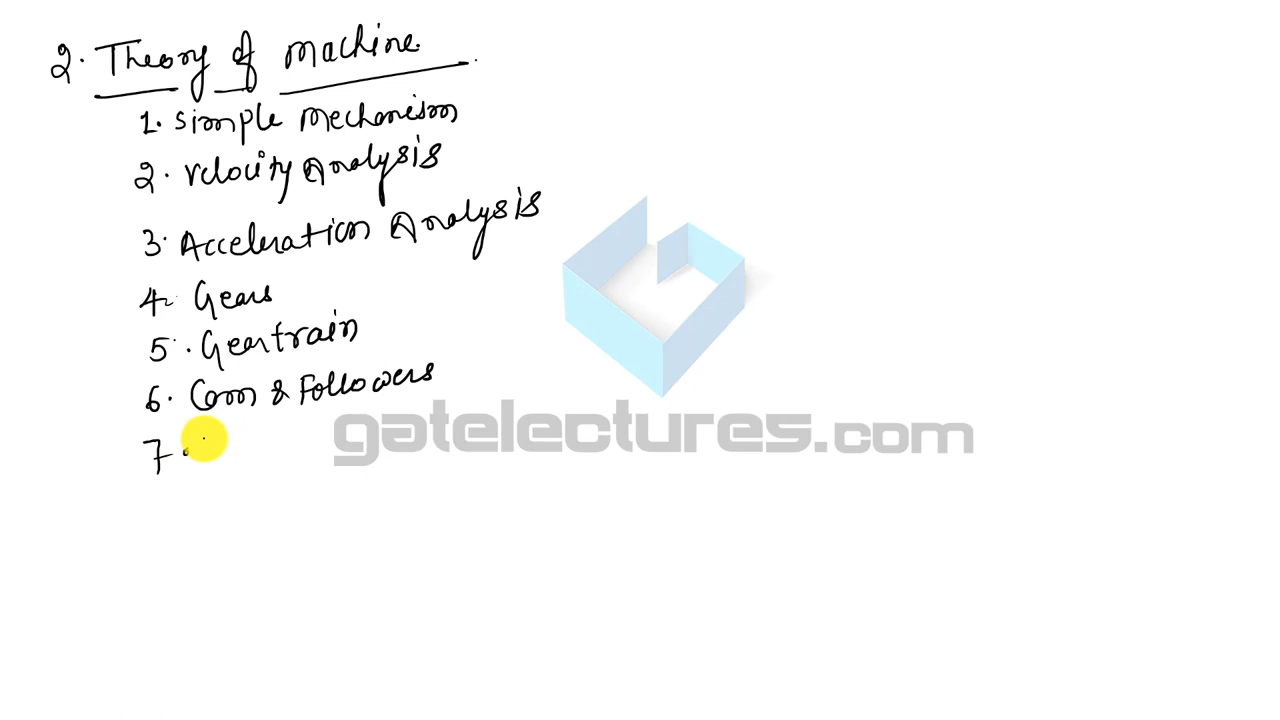 2. Theory of Machine.
1. Simple Mechanism
2. Velocity Analysis
3. Acceleration Analysis
4. Gears
5. Geartrain
6. Cam & Followers
7.
gatelectures.com